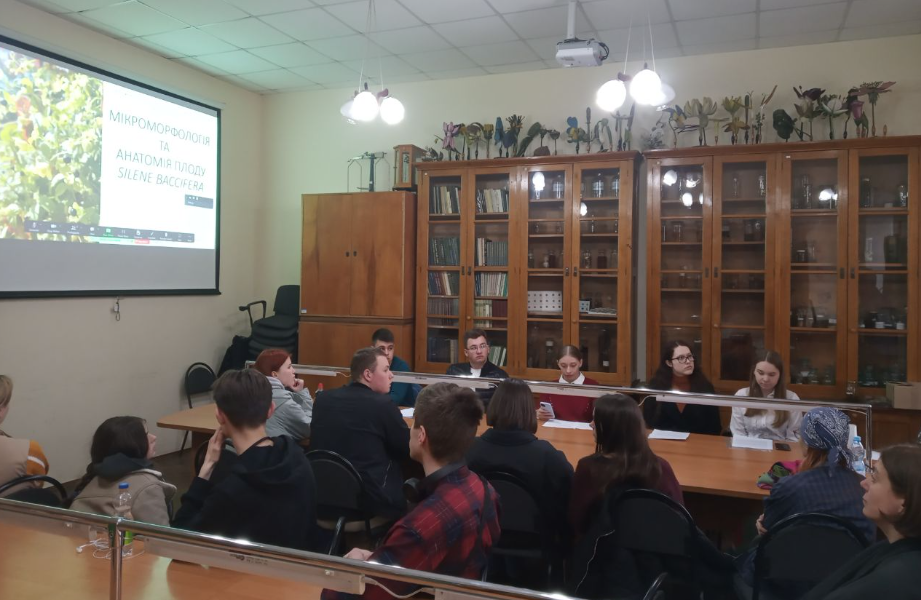 МІКРОМОРФОЛОГІЯ
ТА
АНАТОМІЯ ПЛОДУ
SILENE BACCIFERA